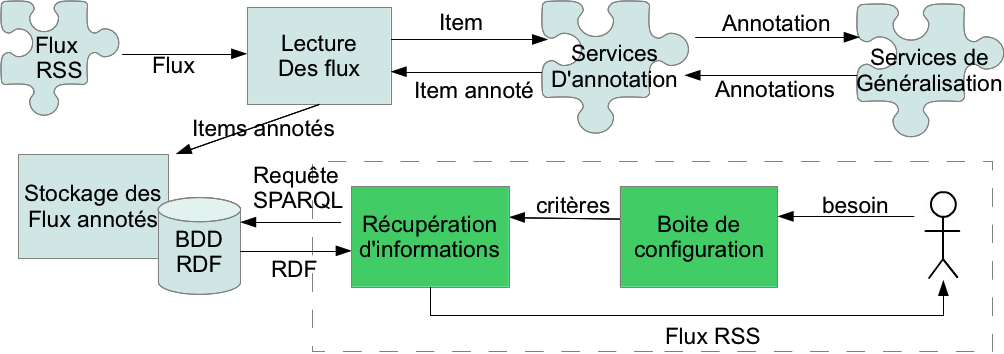 Flux
RSS
Flux
Lecture
Des flux
Item
Item annoté
Services
D'annotation
Annotation
Annotations
Services de
Généralisation
Items annotés
Stockage des
Flux annotés
BDD
RDF
Requête
SPARQL
RDF
Récupération
d'informations
critères
Boite de
configuration
besoin
Flux RSS